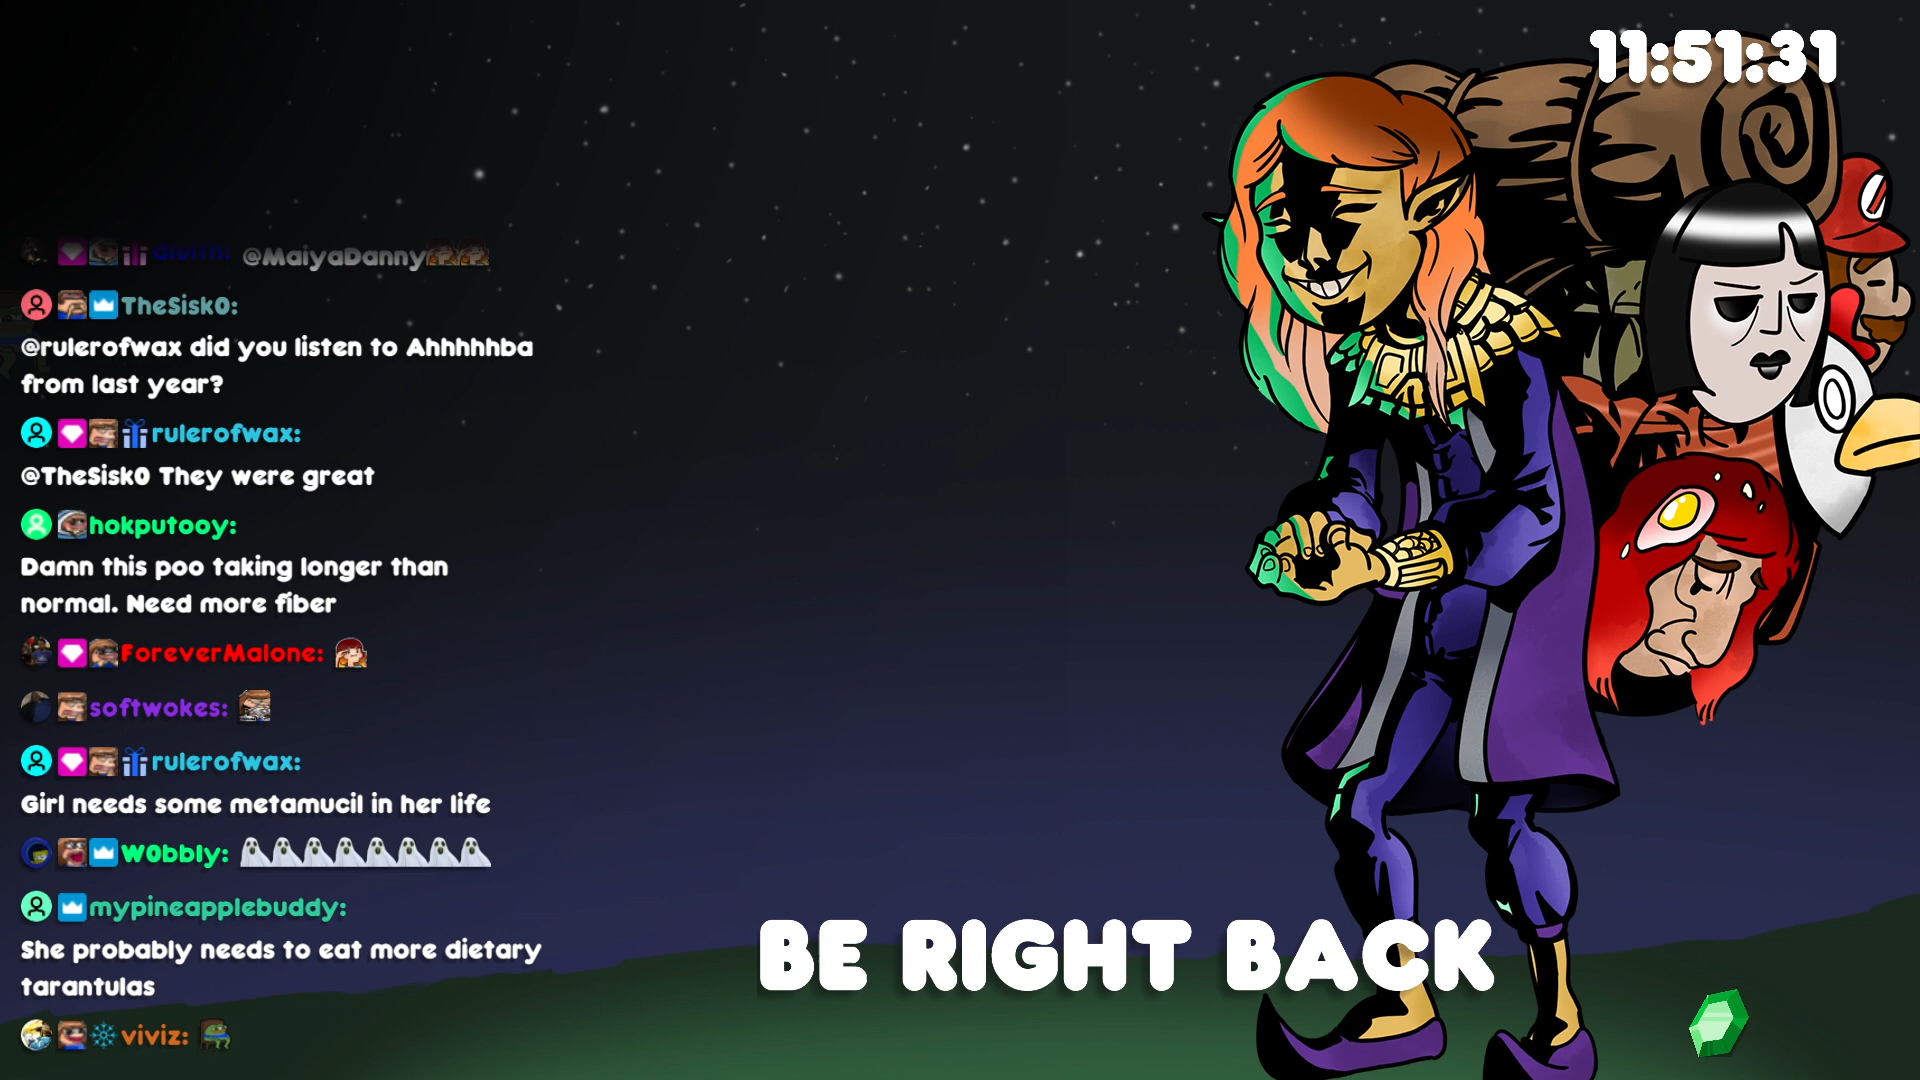 11:51:31
diulth: @MaiyaDanny
TheSisk0:
@rulerofwax did you listen to Ahhhhhba
from last year?
rulerofwax:
@TheSisk0 They were great
hokputooy:
Damn this poo taking longer than
normal. Need more fiber
ForeverMalone:
softwokes:
rulerofwax:
Girl needs some metamucil in her life
W0bbly:
mypineapplebuddy:
She probably needs to eat more dietary
tarantulas
viviz:
BE RIGHT BACK